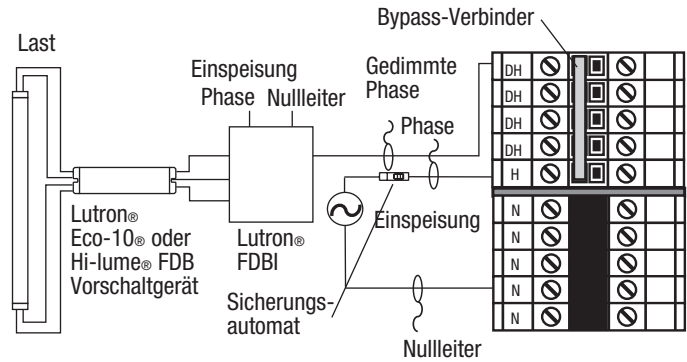 Bypass-Verbinder
Last
Einspeisung
Phase Nullleiter
Gedimmte
Phase
Phase
DH
DH
DH
DH
H
Einspeisung
Lutron®
Eco-10® oder
Hi-lume® FDB
Vorschaltgerät
Lutron®
FDBI
N
N
N
N
N
Sicherungs-
automat
Nullleiter